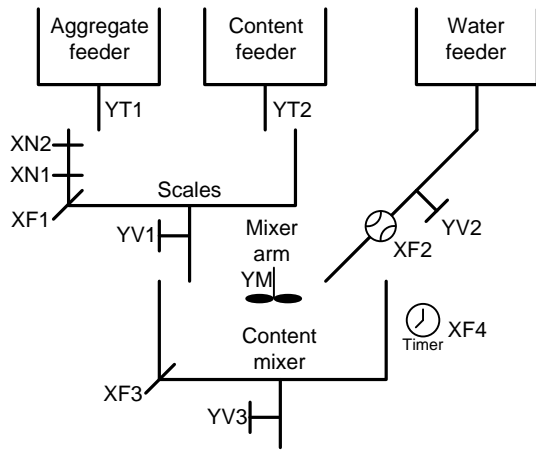 Aggregate
feeder
Content
feeder
Water
feeder
YT1
YT2
XN2
XN1
XF1
Scales
YV1
Mixer
arm
YM
XF2
YV2
Content
mixer
XF3
YV3
Timer
XF4